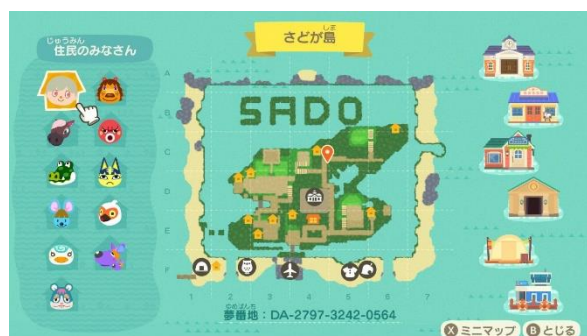 じゅうみん
住民のみなさん
しま
さどが島
A
B
SADO
C
D
E
F
1 2 3 4 5 6 7
ゆめばんち
夢番地:DA-2797-3242-0564
Xミニマップ Bとじる